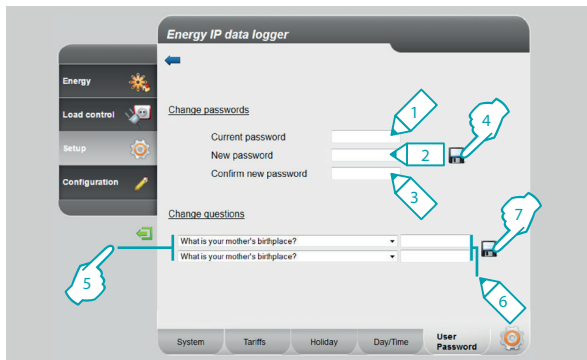 Energy IP data logger
Energy
Load control
Setup
Configuration
Change passwords
Current password
New password
Confirm new password
1
2
3
4
Change questions
What is your mother's birthplace?
What is your mother's birthplace?
5
6
7
System
Tariffs
Holiday
Day/Time
User
Password